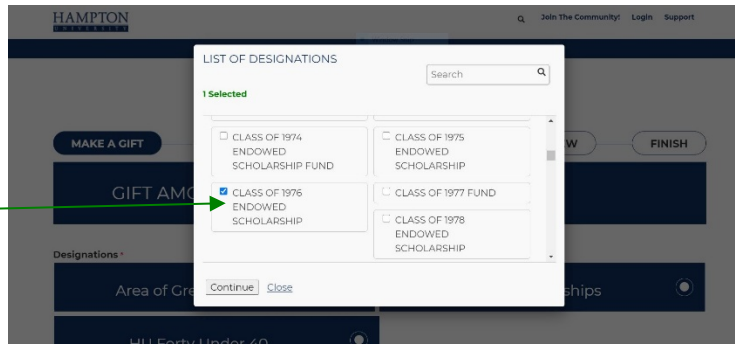 HAMPTON
UNIVERSITY
Join The Community! Login Support
LIST OF DESIGNATIONS
Search
1 Selected
CLASS OF 1974
ENDOWED
SCHOLARSHIP FUND
CLASS OF 1975
ENDOWED
SCHOLARSHIP
CLASS OF 1976
ENDOWED
SCHOLARSHIP
CLASS OF 1977 FUND
CLASS OF 1978
ENDOWED
SCHOLARSHIP
Continue Close
MAKE A GIFT
W
FINISH
GIFT AMO
Designations *
Area of Gre
ships
HU Forty Under 40